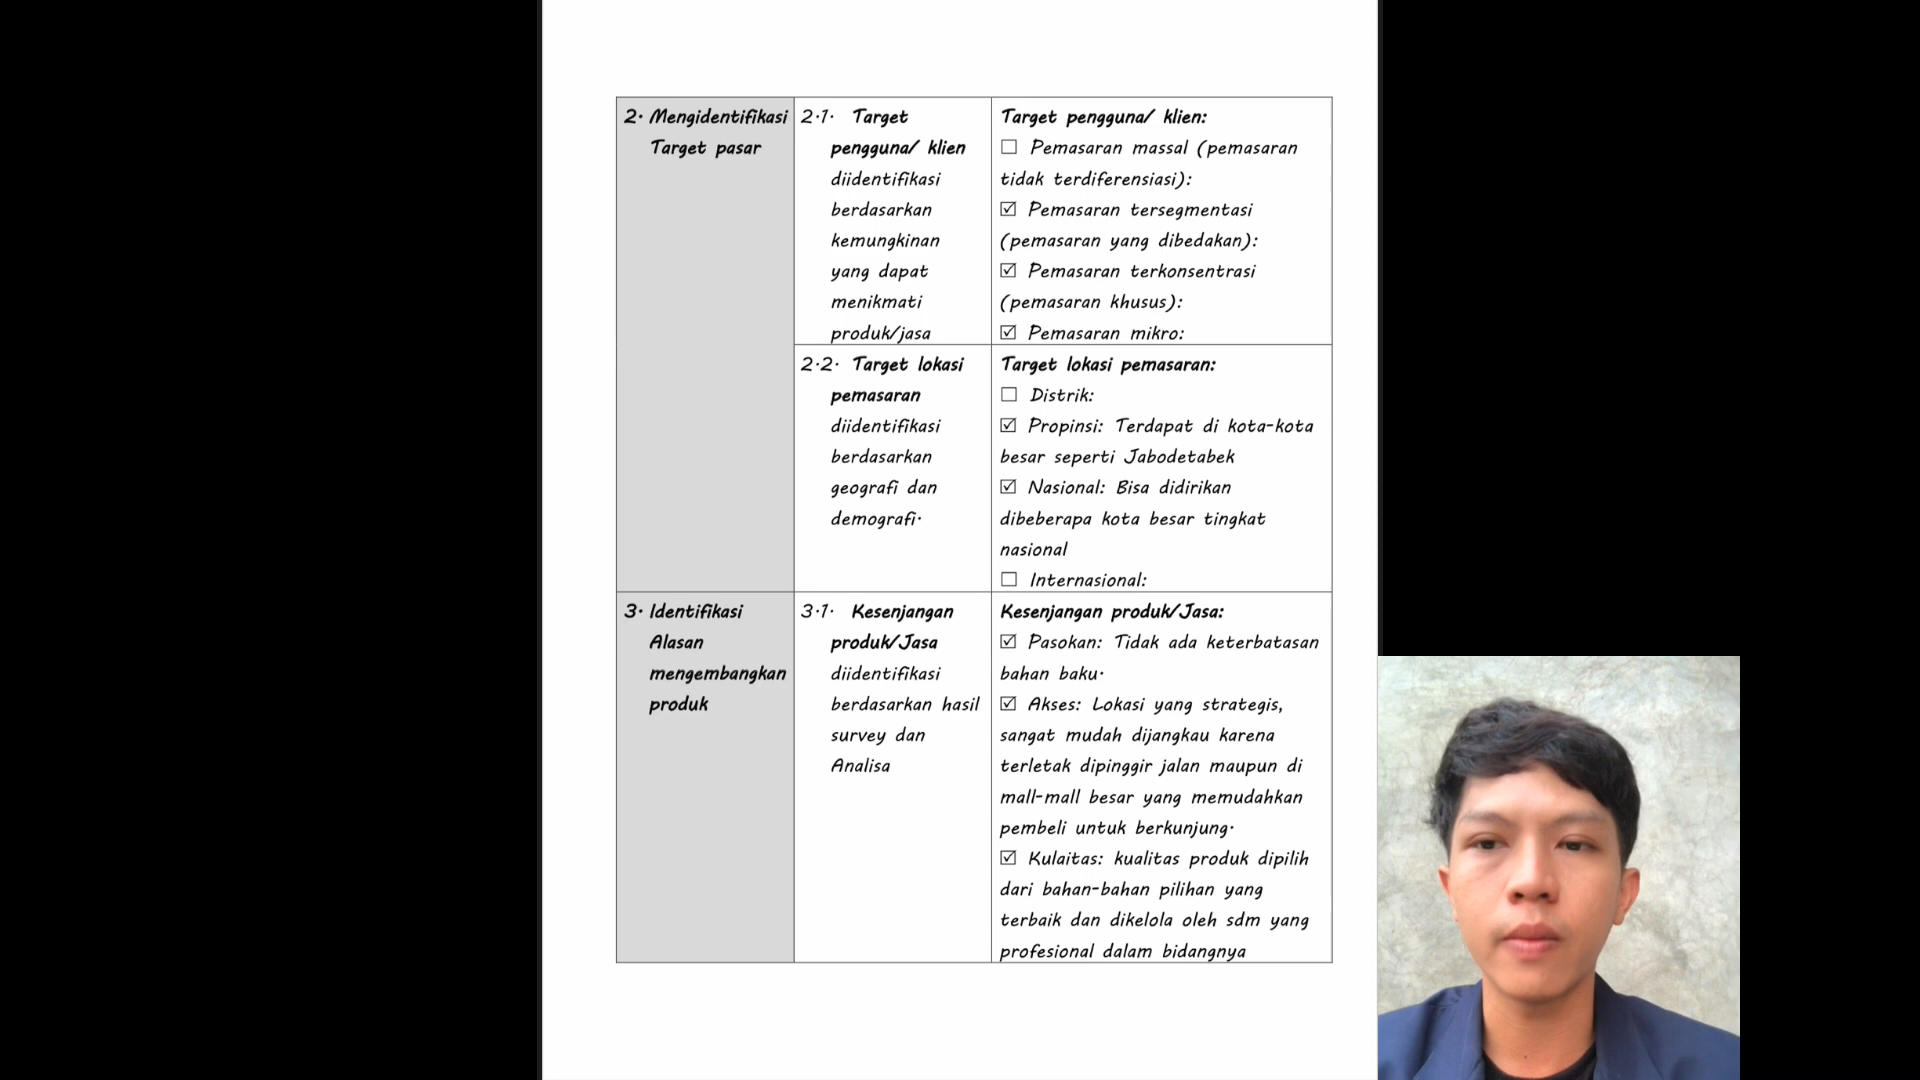 2. Mengidentifikasi
Target pasar
2.1. Target
pengguna/ klien
diidentifikasi
berdasarkan
kemungkinan
yang dapat
menikmati
produk/jasa
Target pengguna/ klien:
☐ Pemasaran massal (pemasaran
tidak terdiferensiasi):
☑ Pemasaran tersegmentasi
(pemasaran yang dibedakan):
☑ Pemasaran terkonsentrasi
(pemasaran khusus):
☑ Pemasaran mikro:
2.2. Target lokasi
pemasaran
diidentifikasi
berdasarkan
geografi dan
demografi.
Target lokasi pemasaran:
☐ Distrik:
☑ Propinsi: Terdapat di kota-kota
besar seperti Jabodetabek
☑ Nasional: Bisa didirikan
dibeberapa kota besar tingkat
nasional
☐ Internasional:
3. Identifikasi
Alasan
mengembangkan
produk
3.1. Kesenjangan
produk/Jasa
diidentifikasi
berdasarkan hasil
survey dan
Analisa
Kesenjangan produk/Jasa:
☑ Pasokan: Tidak ada keterbatasan
bahan baku.
☑ Akses: Lokasi yang strategis,
sangat mudah dijangkau karena
terletak dipinggir jalan maupun di
mall-mall besar yang memudahkan
pembeli untuk berkunjung.
☑ Kulaitas: kualitas produk dipilih
dari bahan-bahan pilihan yang
terbaik dan dikelola oleh sdm yang
profesional dalam bidangnya